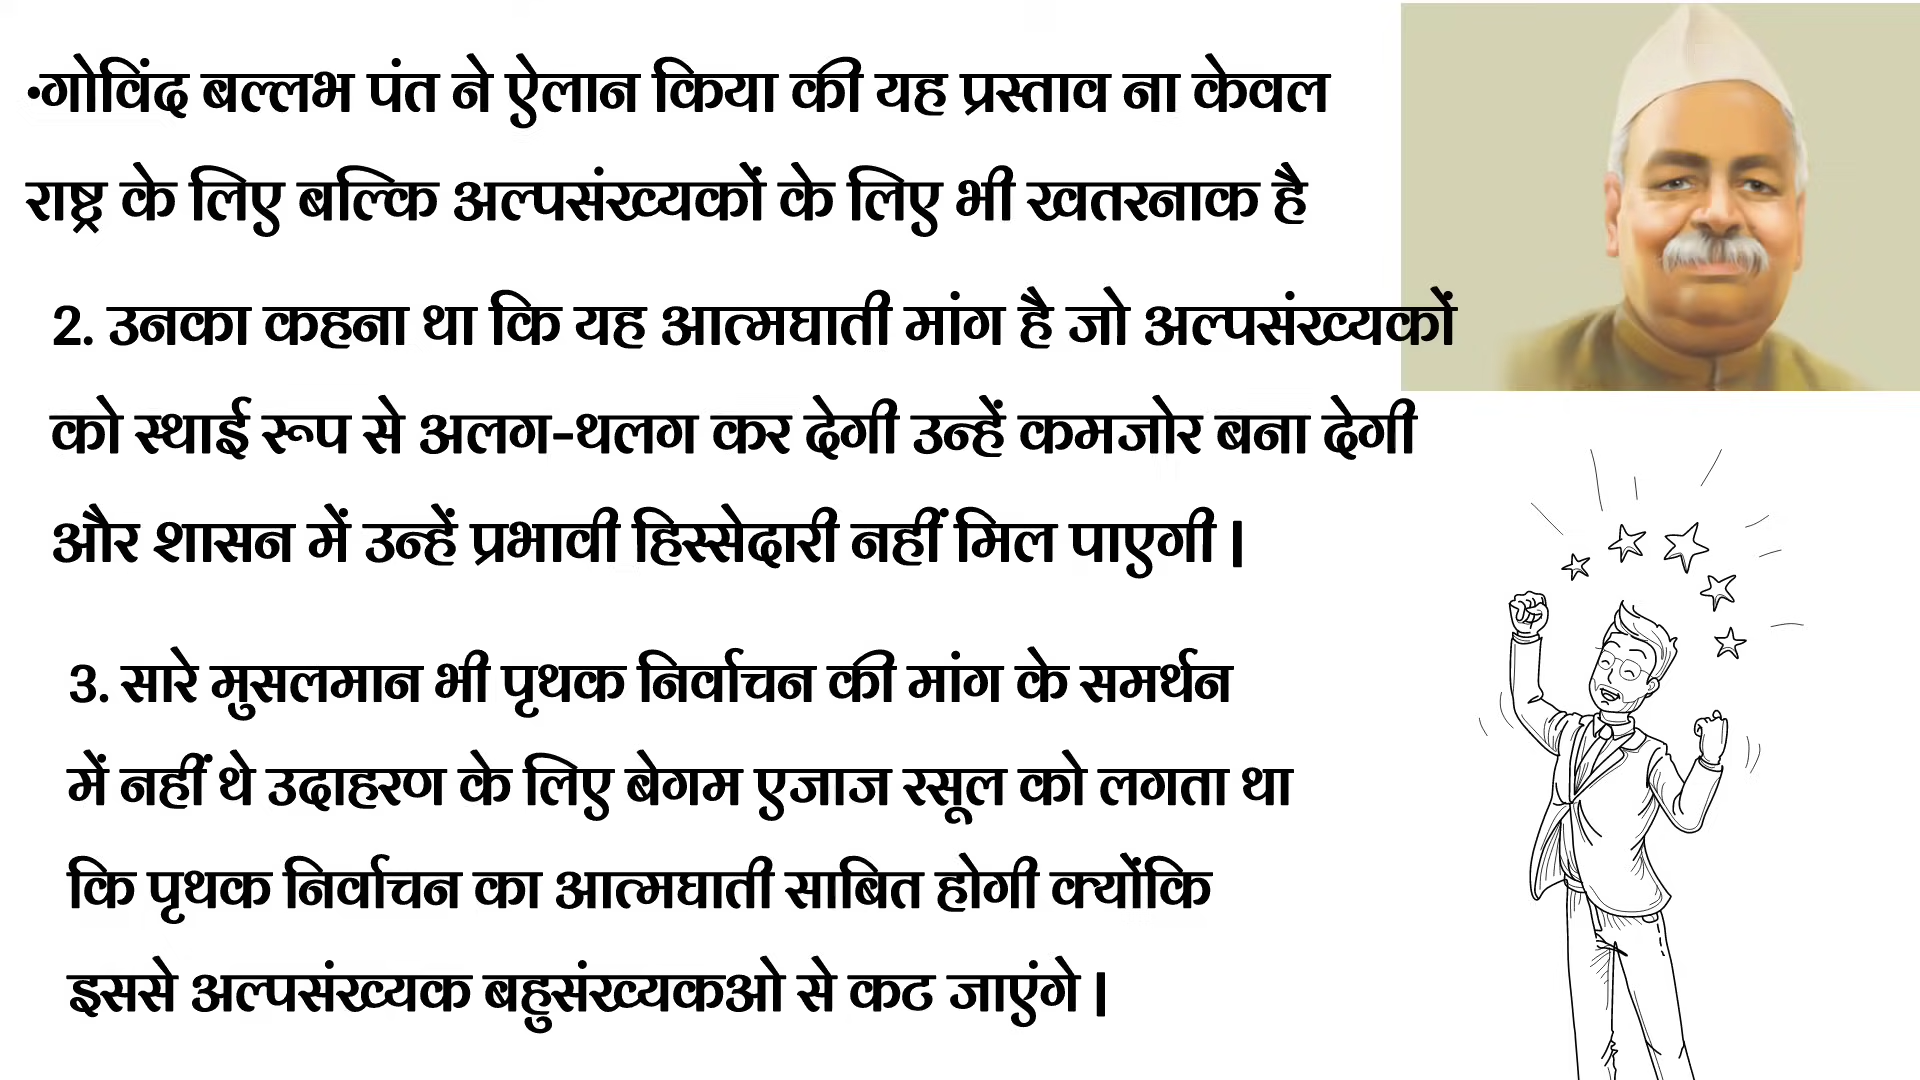 •गोविंद बल्लभ पंत ने ऐलान किया की यह प्रस्ताव ना केवल
राष्ट्र के लिए बल्कि अल्पसंख्यकों के लिए भी खतरनाक है
2. उनका कहना था कि यह आत्मघाती मांग है जो अल्पसंख्यकों
को स्थाई रूप से अलग-थलग कर देगी उन्हें कमजोर बना देगी
और शासन में उन्हें प्रभावी हिस्सेदारी नहीं मिल पाएगी |
3. सारे मुसलमान भी पृथक निर्वाचन की मांग के समर्थन
में नहीं थे उदाहरण के लिए बेगम एजाज रसूल को लगता था
कि पृथक निर्वाचन का आत्मघाती साबित होगी क्योंकि
इससे अल्पसंख्यक बहुसंख्यकओ से कट जाएंगे |